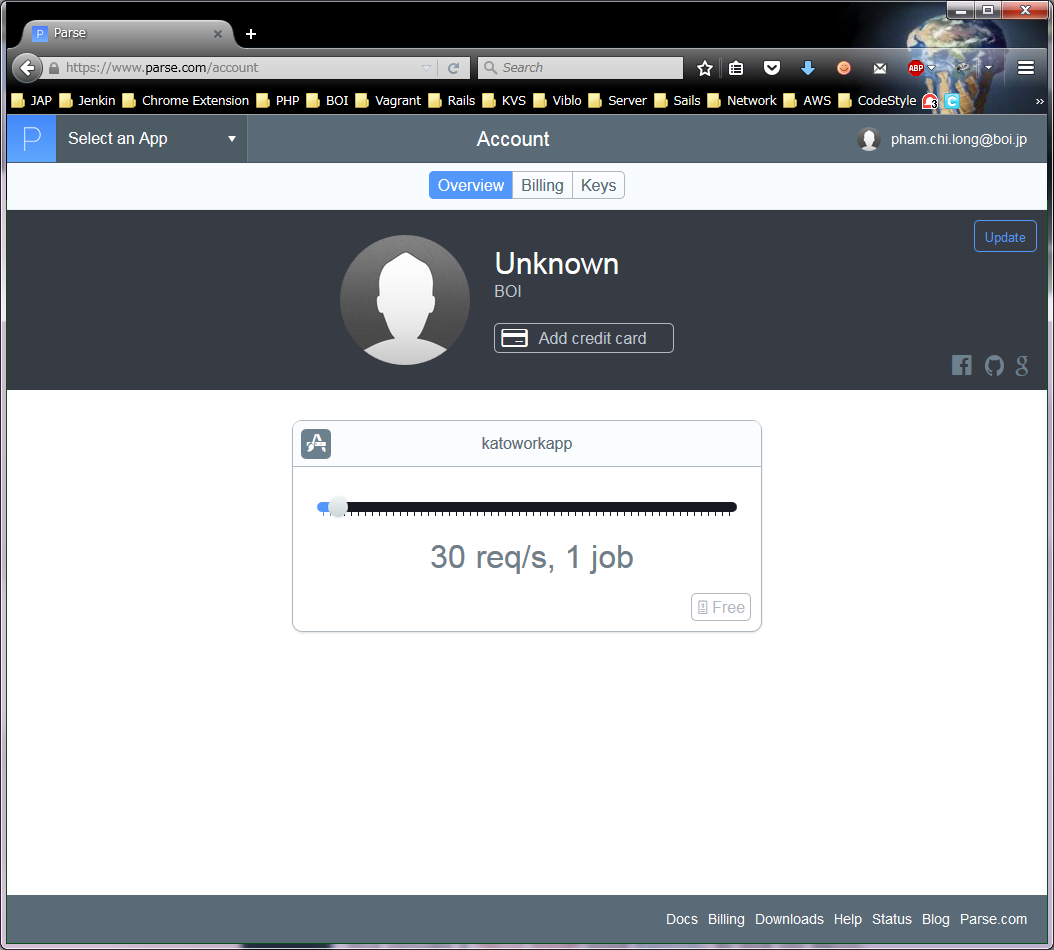 Parse
https://www.parse.com/account
Search
ABP
JAP Jenkin Chrome Extension PHP BOI Vagrant Rails KVS Viblo Server Sails Network AWS CodeStyle 3 C »
P Select an App Account pham.chi.long@boi.jp
Overview Billing Keys
Update
Unknown
BOI
Add credit card
katoworkapp
30 req/s, 1 job
Free
Docs Billing Downloads Help Status Blog Parse.com